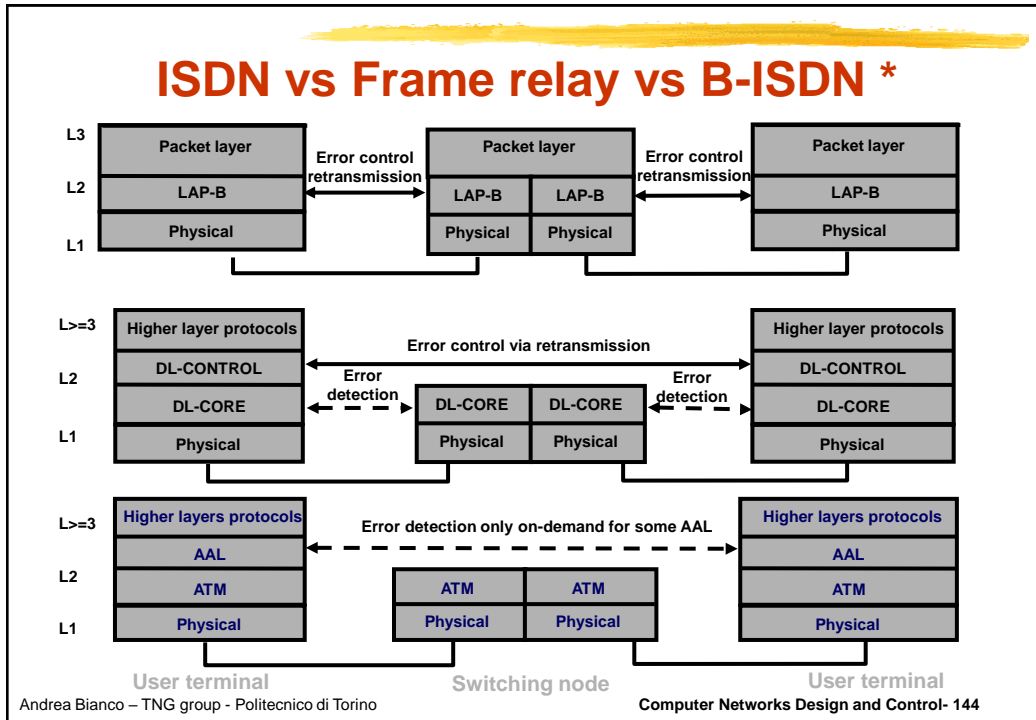 ISDN vs Frame relay vs B-ISDN *
L3
Packet layer
Error control
retransmission
Packet layer
Error control
retransmission
Packet layer
L2
LAP-B
LAP-B
LAP-B
LAP-B
Physical
Physical
Physical
Physical
L1
L>=3
Higher layer protocols
Error control via retransmission
Higher layer protocols
DL-CONTROL
DL-CONTROL
L2
Error
detection
Error
detection
DL-CORE
DL-CORE
DL-CORE
DL-CORE
L1
Physical
Physical
Physical
Physical
L>=3
Higher layers protocols
Error detection only on-demand for some AAL
Higher layers protocols
AAL
AAL
L2
ATM
ATM
ATM
ATM
L1
Physical
Physical
Physical
Physical
User terminal
Switching node
User terminal
Andrea Bianco – TNG group - Politecnico di Torino
Computer Networks Design and Control- 144